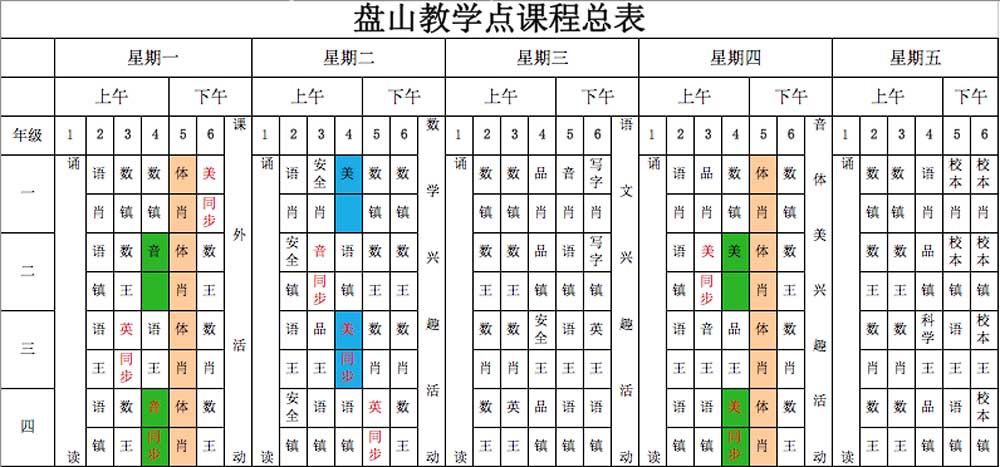 盘山教学点课程总表
星期一 星期二 星期三 星期四 星期五
上午 下午 上午 下午 上午 下午 上午 下午 上午 下午
年级 1 2 3 4 5 6 课 1 2 3 4 5 6 数 1 2 3 4 5 6 语 1 2 3 4 5 6 音 1 2 3 4 5 6
一 诵 语 数 数 体 美 诵 语 安全 美 数 数 诵 数 数 品 音 写字 诵 语 品 数 体 数 体 诵 数 数 语 校本 校本
肖 镇 镇 肖 同步 肖 肖 镇 镇 学 镇 镇 肖 肖 肖 文 肖 肖 镇 肖 镇 镇 镇 肖 肖 肖
二 语 数 音 体 数 外 安全 音 语 数 数 兴 数 数 品 语 写字 兴 语 美 美 体 数 美 数 数 品 校本 校本
镇 王 肖 王 镇 同步 镇 王 王 王 王 镇 镇 镇 镇 同步 肖 王 兴 王 王 镇 镇 镇
三 语 英 语 体 数 活 语 品 美 数 数 趣 数 数 安全 语 英 趣 语 音 品 体 数 趣 数 数 科学 语 校本
王 同步 王 肖 肖 王 王 同步 肖 肖 肖 肖 王 王 王 王 王 王 肖 肖 肖 肖 王 王 王
四 语 数 音 体 数 安全 语 语 英 数 活 数 英 品 语 语 活 语 语 美 体 数 活 数 数 品 语 校本
读 镇 王 同步 肖 王 动 读 镇 镇 镇 同步 王 动 读 王 王 镇 镇 镇 动 读 镇 镇 同步 肖 王 动 读 王 王 镇 镇 镇